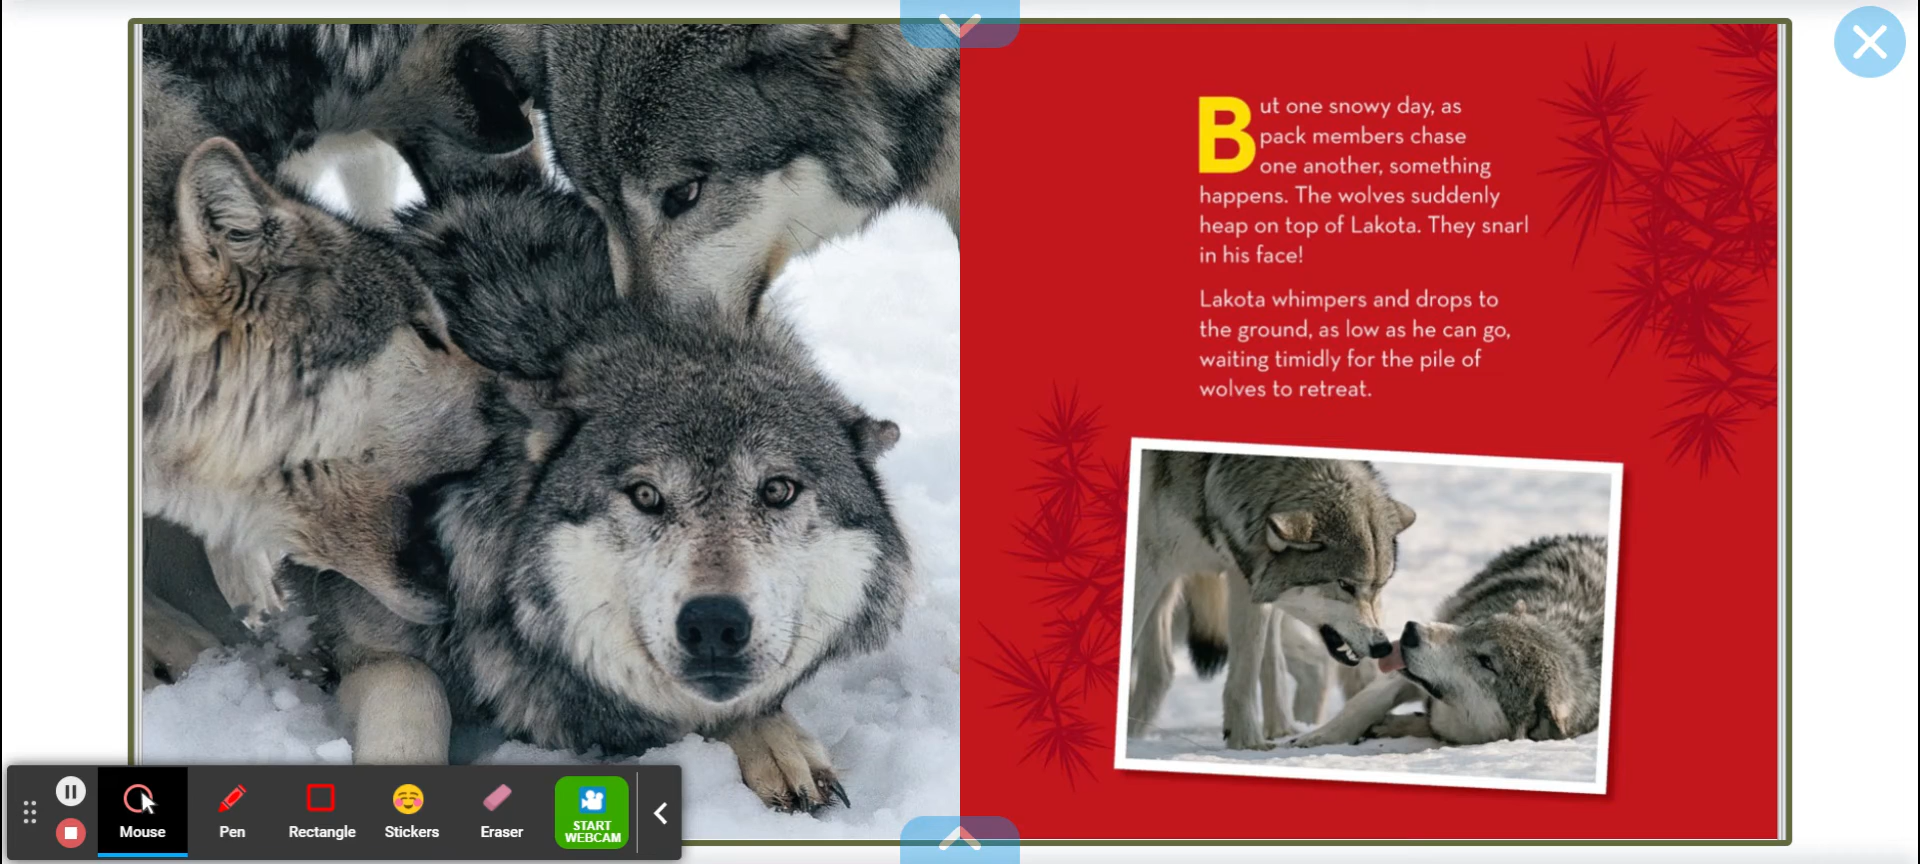 But one snowy day, as
pack members chase
one another, something
happens. The wolves suddenly
heap on top of Lakota. They snarl
in his face!
Lakota whimpers and drops to
the ground, as low as he can go,
waiting timidly for the pile of
wolves to retreat.
Mouse
Pen
Rectangle
Stickers
Eraser
START
WEBCAM